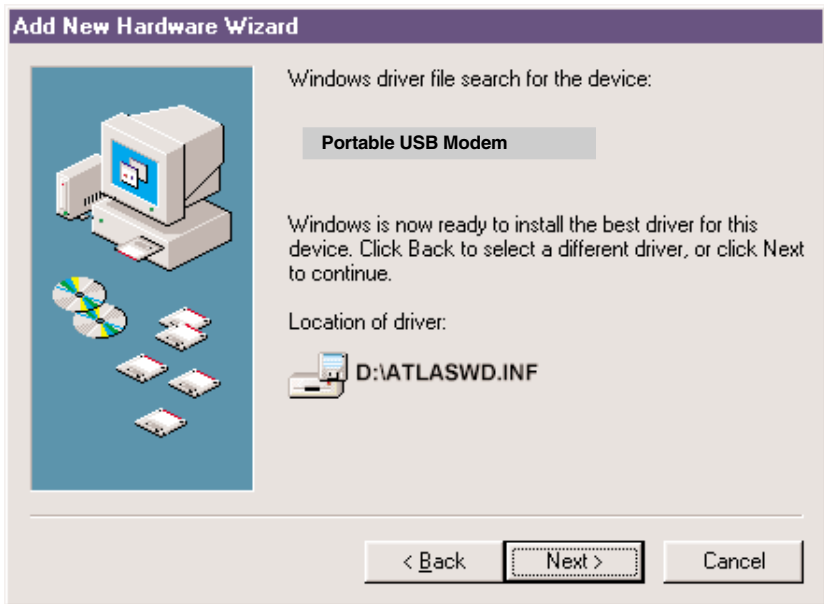 Add New Hardware Wizard
Windows driver file search for the device:
Portable USB Modem
Windows is now ready to install the best driver for this
device. Click Back to select a different driver, or click Next
to continue.
Location of driver:
D:\ATLASWD.INF
< Back
Next >
Cancel